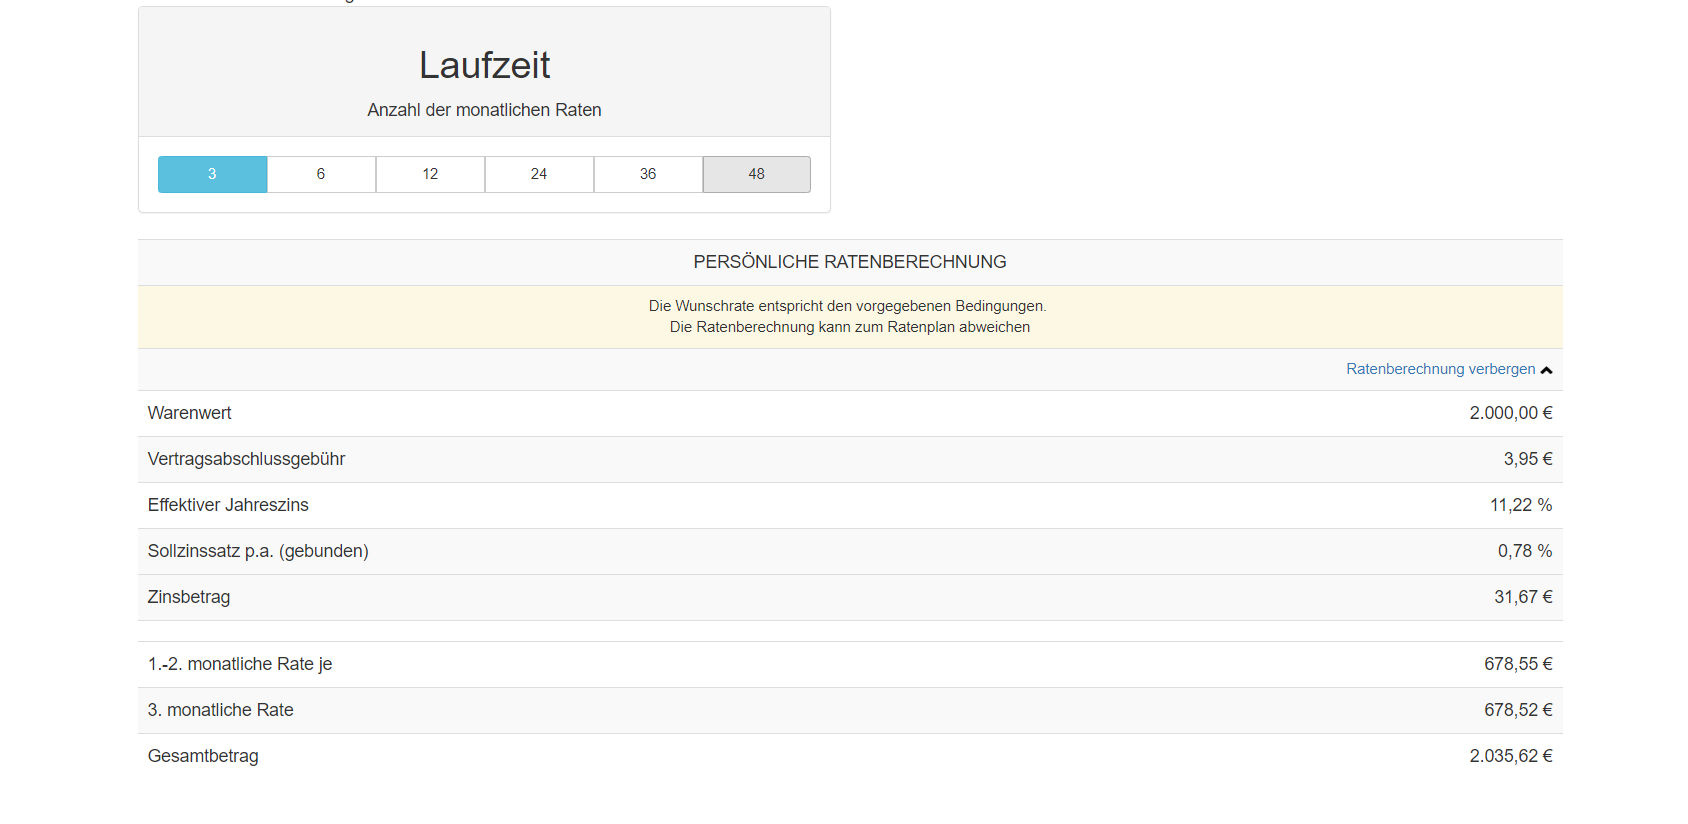 Laufzeit
Anzahl der monatlichen Raten
3 6 12 24 36 48
PERSÖNLICHE RATENBERECHNUNG
Die Wunschrate entspricht den vorgegebenen Bedingungen.
Die Ratenberechnung kann zum Ratenplan abweichen
Ratenberechnung verbergen
Warenwert 2.000,00 €
Vertragsabschlussgebühr 3,95 €
Effektiver Jahreszins 11,22 %
Sollzinssatz p.a. (gebunden) 0,78 %
Zinsbetrag 31,67 €
1.-2. monatliche Rate je 678,55 €
3. monatliche Rate 678,52 €
Gesamtbetrag 2.035,62 €